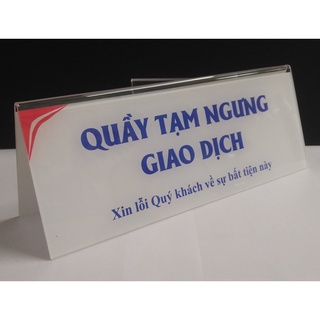 QUẦY TẠM NGƯNG
GIAO DỊCH
Xin lỗi Quý khách về sự bất tiện này